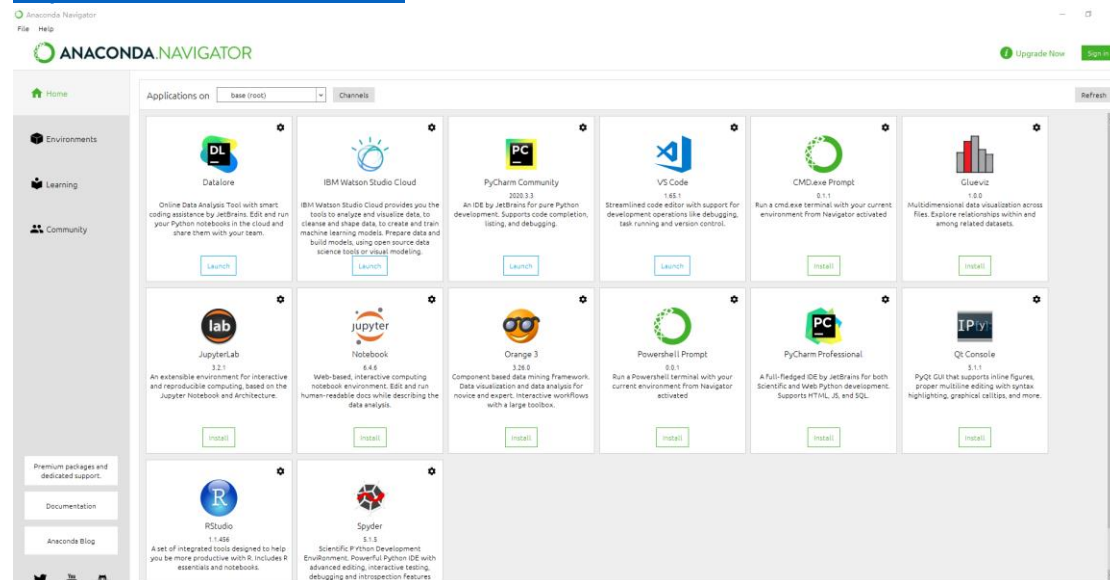 Anaconda Navigator
File Help
ANACONDA.NAVIGATOR
Upgrade Now
Sign in
Home
Environments
Learning
Community
Applications on base (root) Channels
Refresh
DL
Datalore
Online Data Analysis Tool with smart
coding assistance by JetBrains. Edit and run
your Python notebooks in the cloud and
share them with your team.
Launch
IBM Watson Studio Cloud
IBM Watson Studio Cloud provides you the
tools to analyze and visualize data, to
cleanse and shape data, to create and train
machine learning models. Prepare data and
build models, using open source data
science tools or visual modeling.
Launch
PC
PyCharm Community
2020.3.3
An IDE by JetBrains for pure Python
development. Supports code completion,
listing, and debugging.
Launch
VS Code
1.65.1
Streamlined code editor with support for
development operations like debugging,
task running and version control.
Launch
CMD.exe Prompt
0.1.1
Run a cmd.exe terminal with your current
environment from Navigator activated
Install
Glueviz
1.0.0
Multidimensional data visualization across
files. Explore relationships within and
among related datasets.
Install
lab
JupyterLab
3.2.1
An extensible environment for interactive
and reproducible computing, based on the
Jupyter Notebook and Architecture.
Install
jupyter
Notebook
6.4.6
Web-based, interactive computing
notebook environment. Edit and run
human-readable docs while describing the
data analysis.
Install
Orange 3
3.26.0
Component based data mining framework.
Data visualization and data analysis for
novice and expert. Interactive workflows
with a large toolbox.
Install
Powershell Prompt
0.0.1
Run a Powershell terminal with your
current environment from Navigator
activated
Install
PC
PyCharm Professional
A full-fledged IDE by JetBrains for both
Scientific and Web Python development.
Supports HTML, JS, and SQL.
Install
IP[y]:
Qt Console
5.1.1
PyQt GUI that supports inline figures,
proper multiline editing with syntax
highlighting, graphical calltips, and more.
Install
Premium packages and
dedicated support.
Documentation
Anaconda Blog
R
RStudio
1.1.456
A set of integrated tools designed to help
you be more productive with R. Includes R
essentials and notebooks.
Spyder
5.1.5
Scientific PYthon Development
EnviRonment. Powerful Python IDE with
advanced editing, interactive testing,
debugging and introspection features